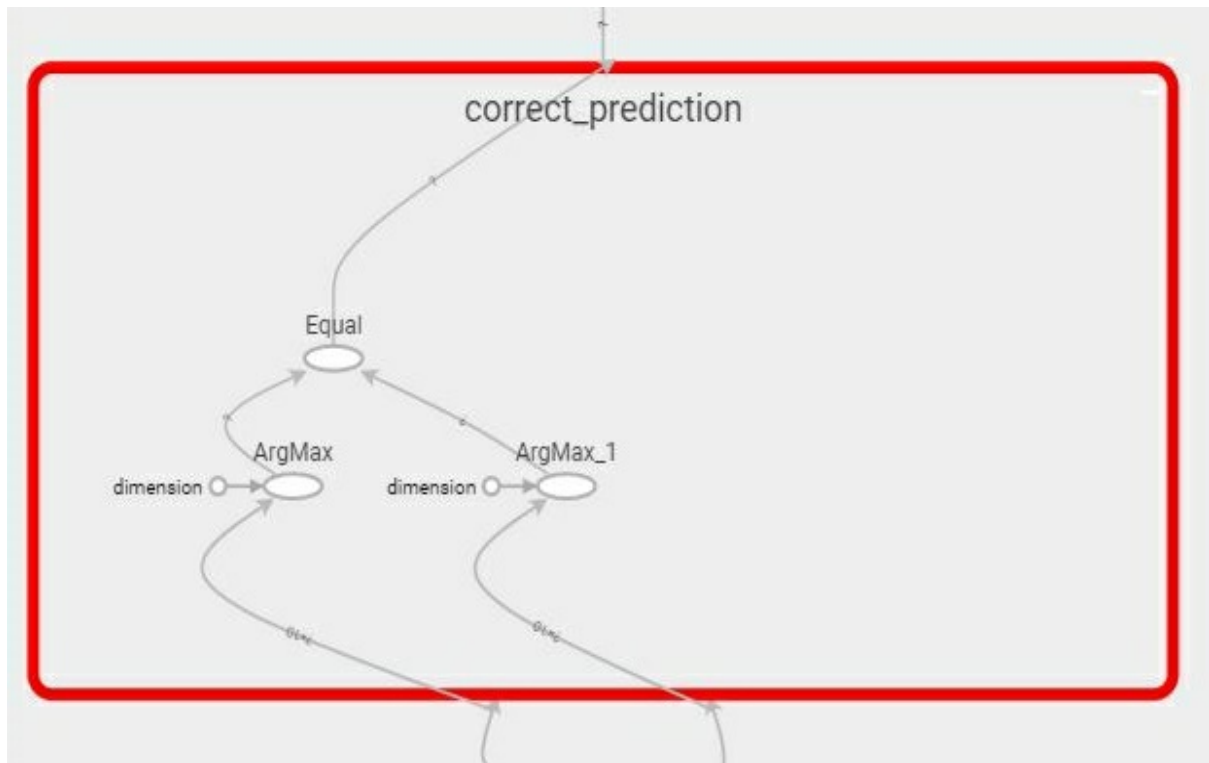 correct_prediction
Equal
ArgMax
ArgMax_1
dimension
dimension